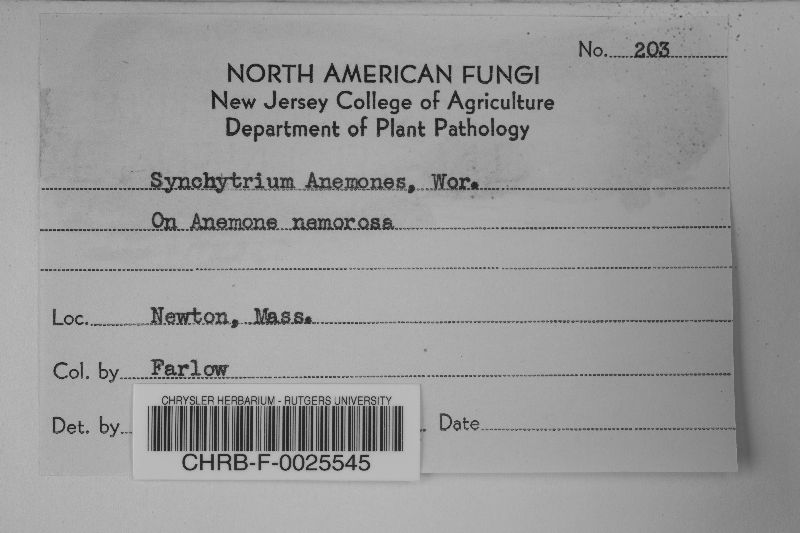 No. 203
NORTH AMERICAN FUNGI
New Jersey College of Agriculture
Department of Plant Pathology
Synchytrium Anemones, Wor.
On Anemone nemorosa
Loc. Newton, Mass.
Col. by Farlow
Det. by
Date
CHRYSLER HERBARIUM - RUTGERS UNIVERSITY
CHRB-F-0025545